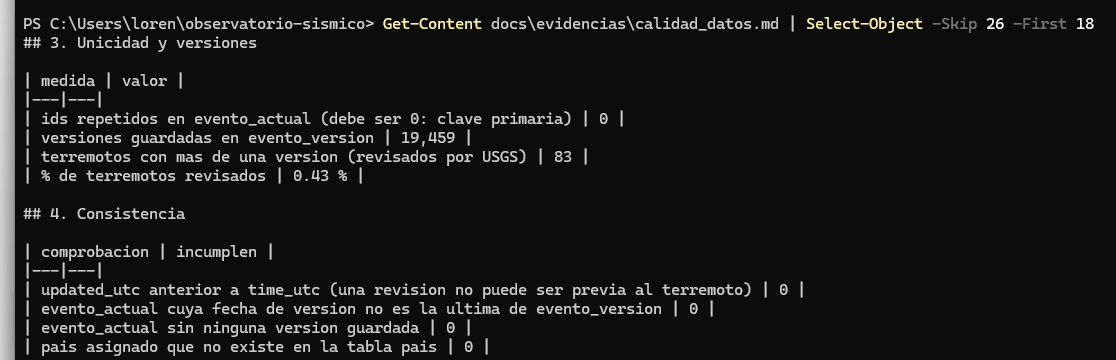 PS C:\Users\loren\observatorio-sismico> Get-Content docs\evidencias\calidad_datos.md | Select-Object -Skip 26 -First 18
## 3. Unicidad y versiones
| medida | valor |
|---|---|
| ids repetidos en evento_actual (debe ser 0: clave primaria) | 0 |
| versiones guardadas en evento_version | 19,459 |
| terremotos con mas de una version (revisados por USGS) | 83 |
| % de terremotos revisados | 0.43 % |
## 4. Consistencia
| comprobacion | incumplen |
|---|---|
| updated_utc anterior a time_utc (una revision no puede ser previa al terremoto) | 0 |
| evento_actual cuya fecha de version no es la ultima de evento_version | 0 |
| evento_actual sin ninguna version guardada | 0 |
| pais asignado que no existe en la tabla pais | 0 |